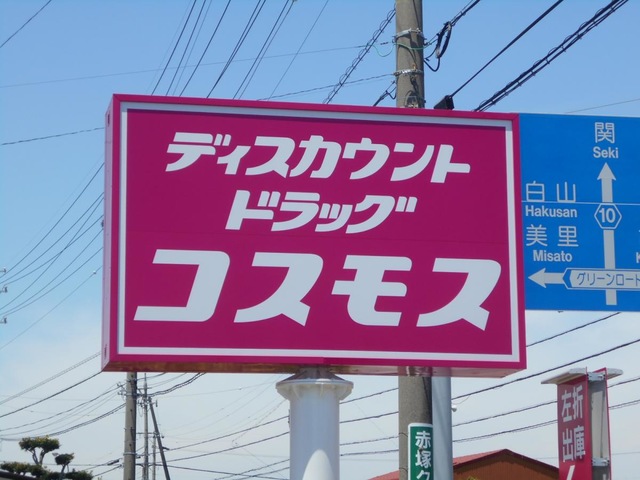 ディスカウント
ドラッグ
コスモス
関
Seki
白山
Hakusan
10
美里
Misato
グリーンロード
左折
出庫
赤塚